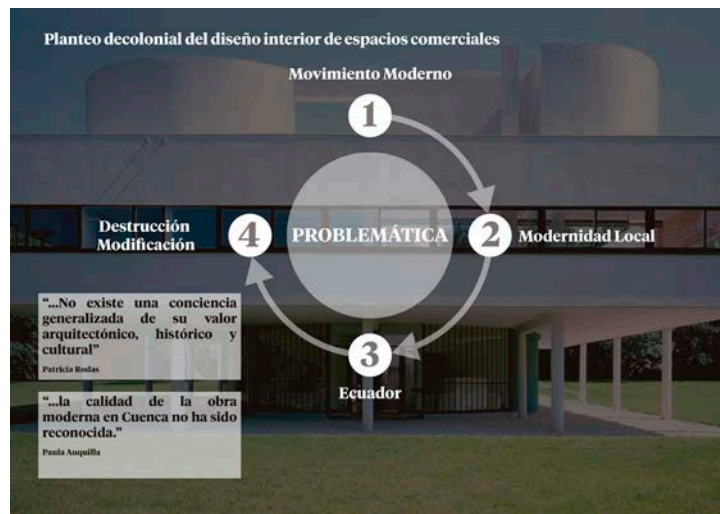 Planteo decolonial del diseño interior de espacios comerciales
Movimiento Moderno
1
2
Modernidad Local
PROBLEMÁTICA
3
Ecuador
4
Destrucción
Modificación
“...No existe una conciencia
generalizada de su valor
arquitectónico, histórico y
cultural”
Patricia Rodas
“...la calidad de la obra
moderna en Cuenca no ha sido
reconocida.”
Paula Auquilla